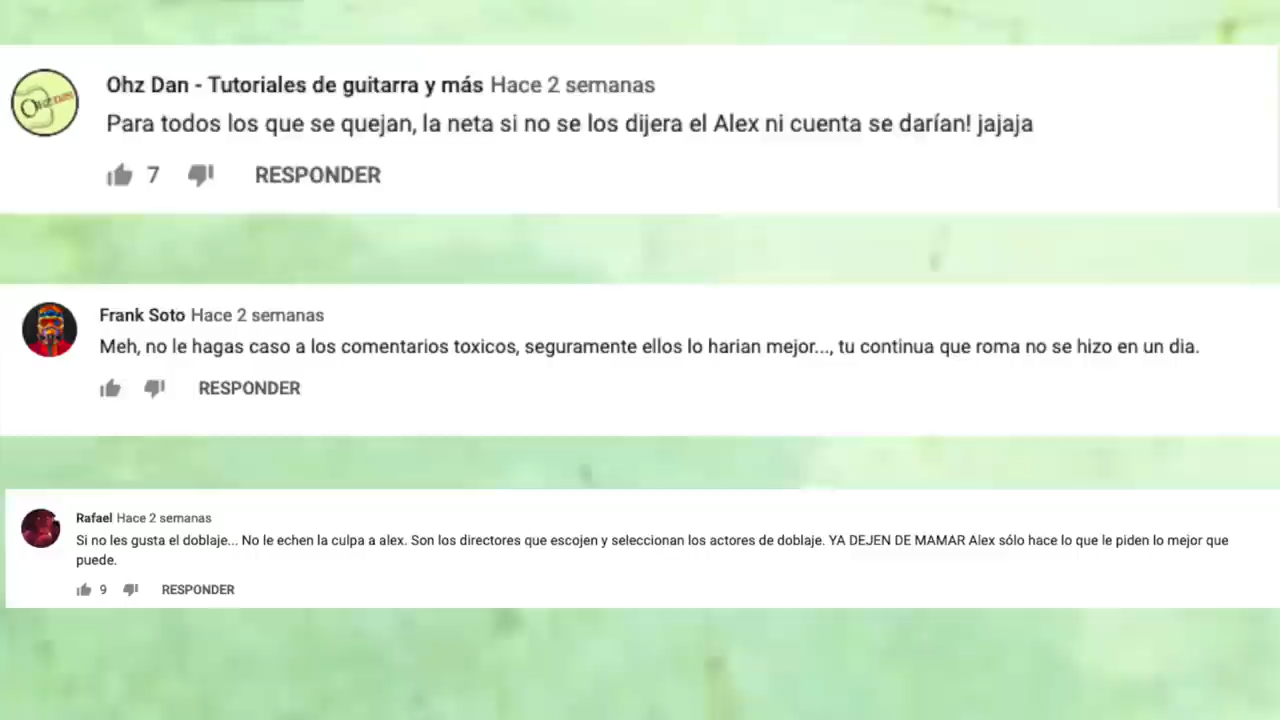 Ohz Dan - Tutoriales de guitarra y más Hace 2 semanas
Para todos los que se quejan, la neta si no se los dijera el Alex ni cuenta se darían! jajaja
7 RESPONDER
Frank Soto Hace 2 semanas
Meh, no le hagas caso a los comentarios toxicos, seguramente ellos lo harian mejor..., tu continua que roma no se hizo en un dia.
RESPONDER
Rafael Hace 2 semanas
Si no les gusta el doblaje... No le echen la culpa a alex. Son los directores que escojen y seleccionan los actores de doblaje. YA DEJEN DE MAMAR Alex sólo hace lo que le piden lo mejor que
puede.
9 RESPONDER